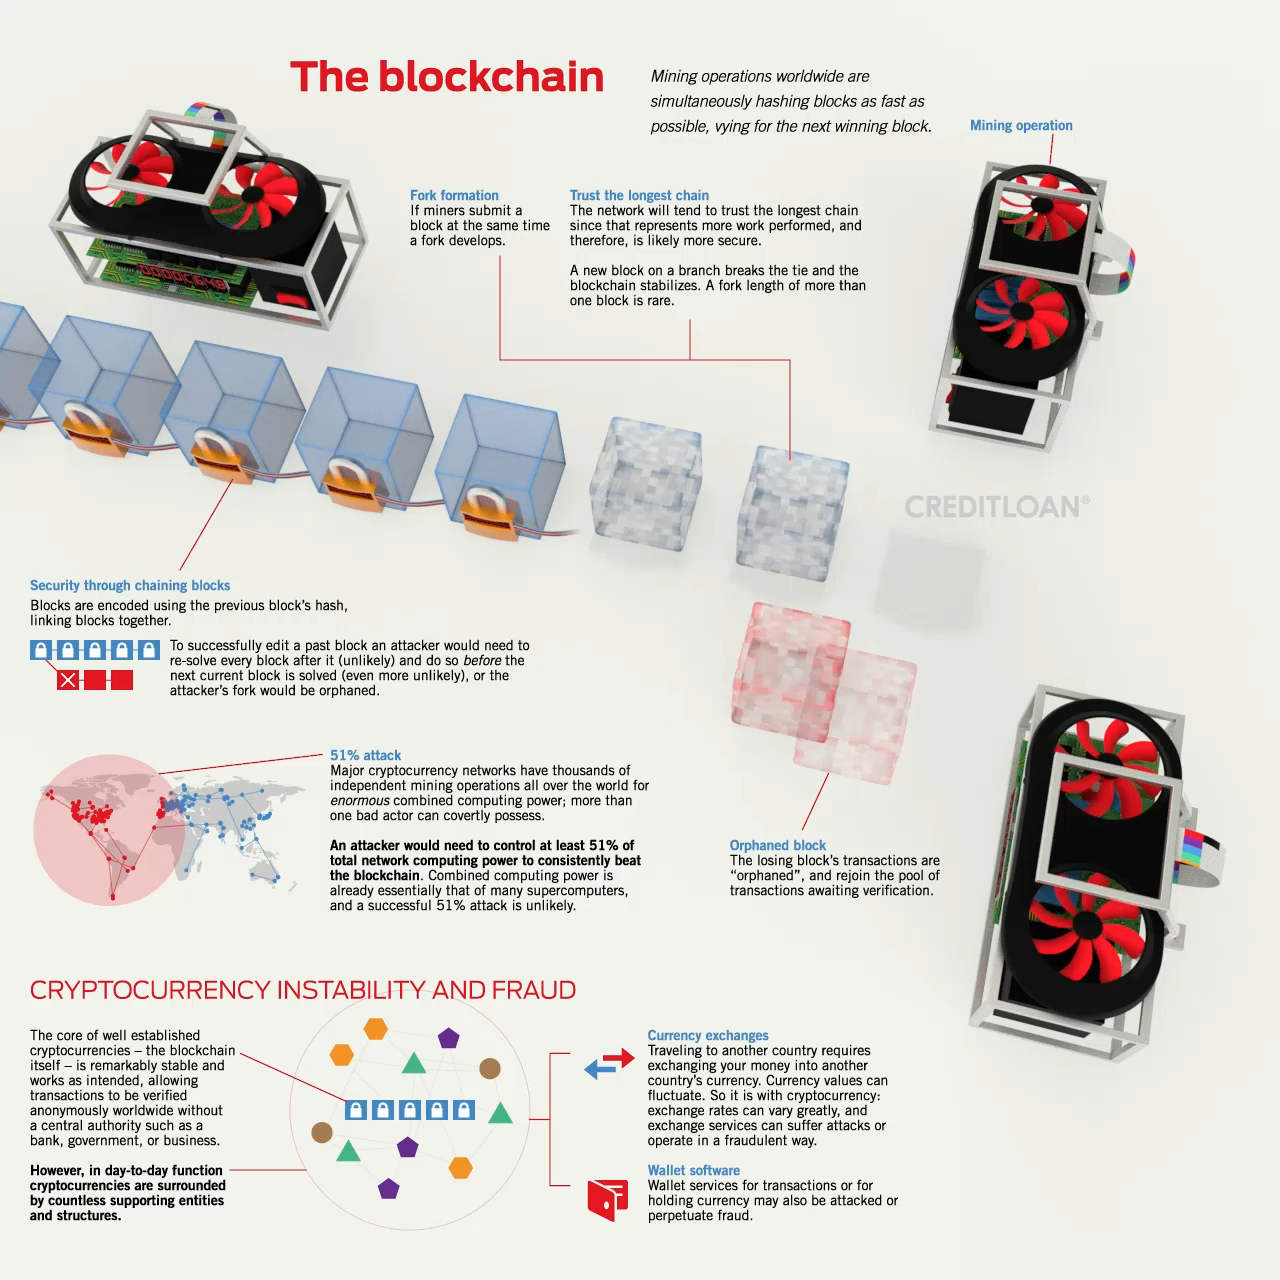 The blockchain
Mining operations worldwide are
simultaneously hashing blocks as fast as
possible, vying for the next winning block.
Mining operation
Fork formation
If miners submit a
block at the same time
a fork develops.
Trust the longest chain
The network will tend to trust the longest chain
since that represents more work performed, and
therefore, is likely more secure.
A new block on a branch breaks the tie and the
blockchain stabilizes. A fork length of more than
one block is rare.
CREDITLOAN®
Security through chaining blocks
Blocks are encoded using the previous block's hash,
linking blocks together.
To successfully edit a past block an attacker would need to
re-solve every block after it (unlikely) and do so before the
next current block is solved (even more unlikely), or the
attacker's fork would be orphaned.
51% attack
Major cryptocurrency networks have thousands of
independent mining operations all over the world for
enormous combined computing power; more than
one bad actor can covertly possess.
An attacker would need to control at least 51% of
total network computing power to consistently beat
the blockchain. Combined computing power is
already essentially that of many supercomputers,
and a successful 51% attack is unlikely.
Orphaned block
The losing block's transactions are
“orphaned”, and rejoin the pool of
transactions awaiting verification.
CRYPTOCURRENCY INSTABILITY AND FRAUD
The core of well established
cryptocurrencies – the blockchain
itself – is remarkably stable and
works as intended, allowing
transactions to be verified
anonymously worldwide without
a central authority such as a
bank, government, or business.
However, in day-to-day function
cryptocurrencies are surrounded
by countless supporting entities
and structures.
Currency exchanges
Traveling to another country requires
exchanging your money into another
country's currency. Currency values can
fluctuate. So it is with cryptocurrency:
exchange rates can vary greatly, and
exchange services can suffer attacks or
operate in a fraudulent way.
Wallet software
Wallet services for transactions or for
holding currency may also be attacked or
perpetuate fraud.